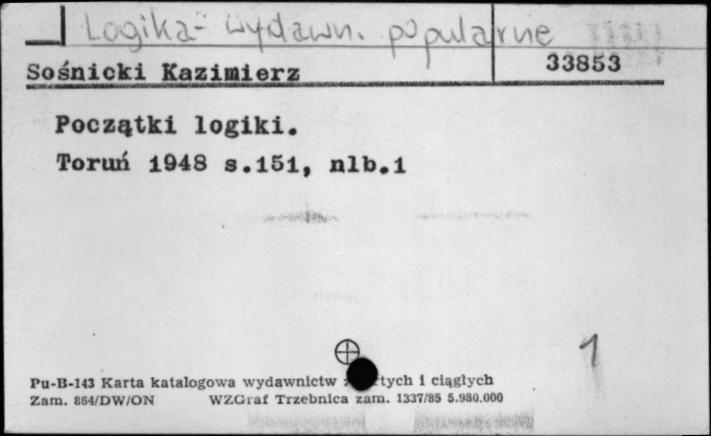 Logika - wydawn. popularne
Sośnicki Kazimierz 33853
Początki logiki.
Toruń 1948 s.151, nlb.1
1
Pu-B-143 Karta katalogowa wydawnictw i ciągłych
Zam. 864/DW/ON WZGraf Trzebnica zam. 1337/85 5.980.000